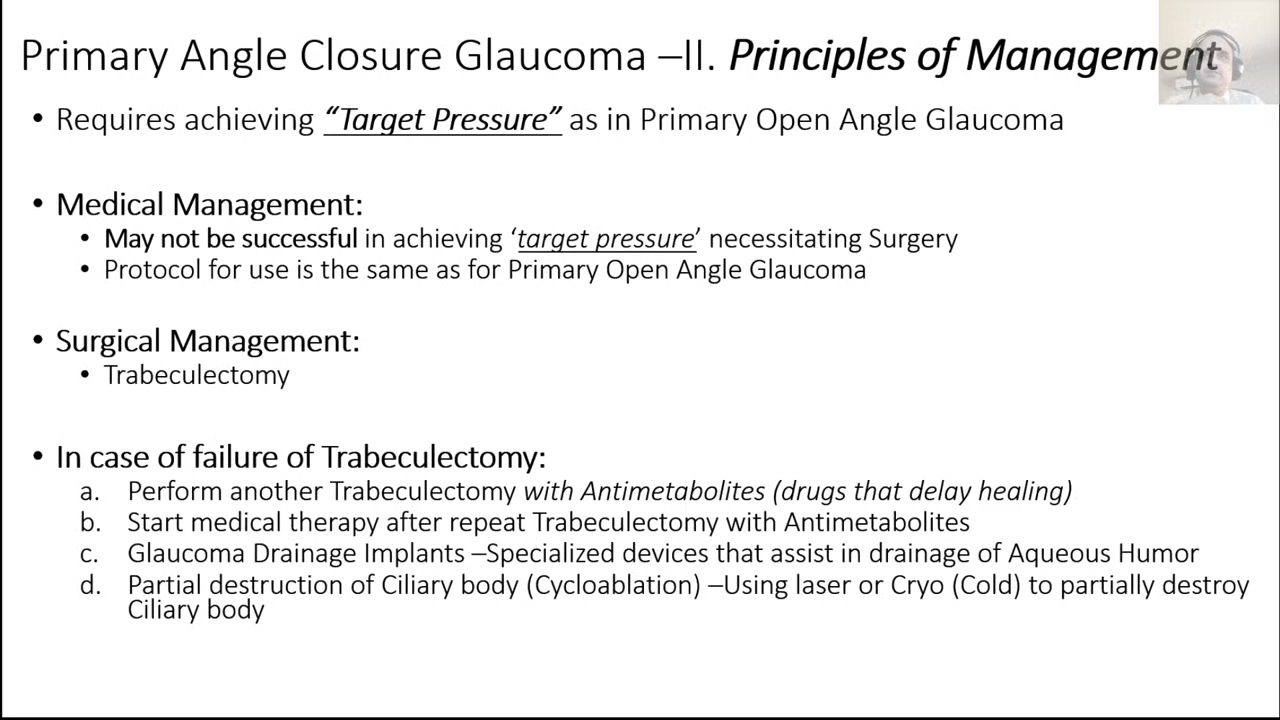 Primary Angle Closure Glaucoma –II. Principles of Management
• Requires achieving “Target Pressure” as in Primary Open Angle Glaucoma
• Medical Management:
• May not be successful in achieving ‘target pressure’ necessitating Surgery
• Protocol for use is the same as for Primary Open Angle Glaucoma
• Surgical Management:
• Trabeculectomy
• In case of failure of Trabeculectomy:
a. Perform another Trabeculectomy with Antimetabolites (drugs that delay healing)
b. Start medical therapy after repeat Trabeculectomy with Antimetabolites
c. Glaucoma Drainage Implants –Specialized devices that assist in drainage of Aqueous Humor
d. Partial destruction of Ciliary body (Cycloablation) –Using laser or Cryo (Cold) to partially destroy
Ciliary body